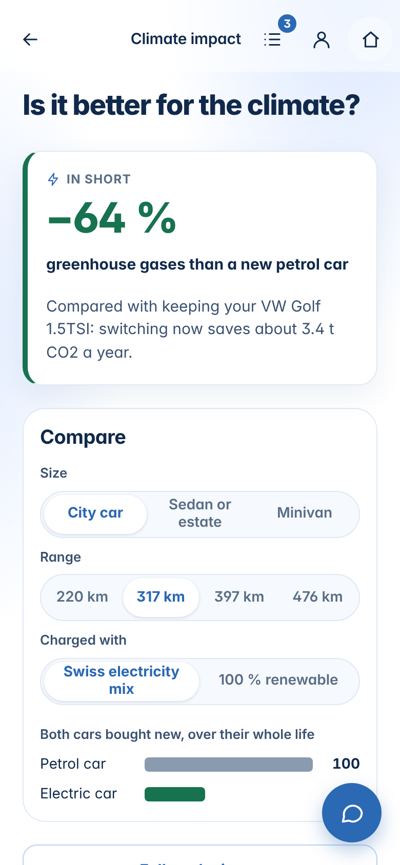 3
Climate impact
Is it better for the climate?
IN SHORT
−64 %
greenhouse gases than a new petrol car
Compared with keeping your VW Golf
1.5TSI: switching now saves about 3.4 t
CO2 a year.
Compare
Size
City car
Sedan or
estate
Minivan
Range
220 km 317 km 397 km 476 km
Charged with
Swiss electricity
mix
100 % renewable
Both cars bought new, over their whole life
Petrol car 100
Electric car